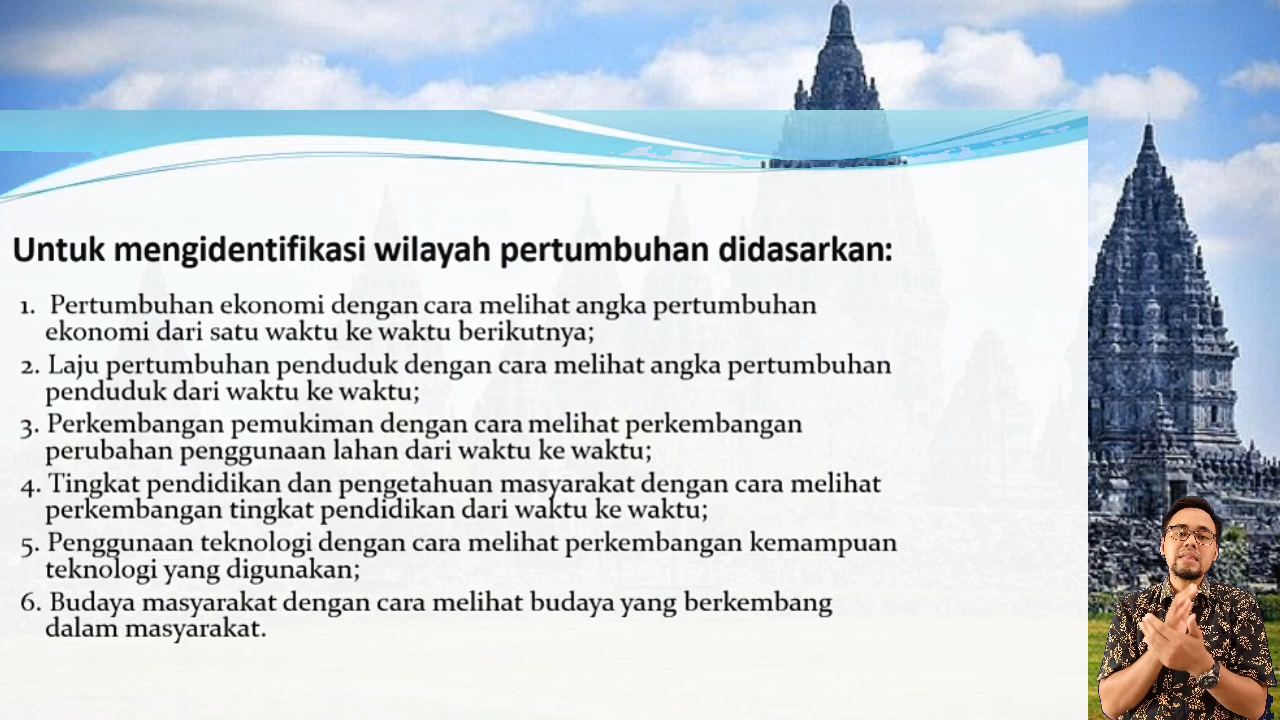 Untuk mengidentifikasi wilayah pertumbuhan didasarkan:
1. Pertumbuhan ekonomi dengan cara melihat angka pertumbuhan
ekonomi dari satu waktu ke waktu berikutnya;
2. Laju pertumbuhan penduduk dengan cara melihat angka pertumbuhan
penduduk dari waktu ke waktu;
3. Perkembangan pemukiman dengan cara melihat perkembangan
perubahan penggunaan lahan dari waktu ke waktu;
4. Tingkat pendidikan dan pengetahuan masyarakat dengan cara melihat
perkembangan tingkat pendidikan dari waktu ke waktu;
5. Penggunaan teknologi dengan cara melihat perkembangan kemampuan
teknologi yang digunakan;
6. Budaya masyarakat dengan cara melihat budaya yang berkembang
dalam masyarakat.